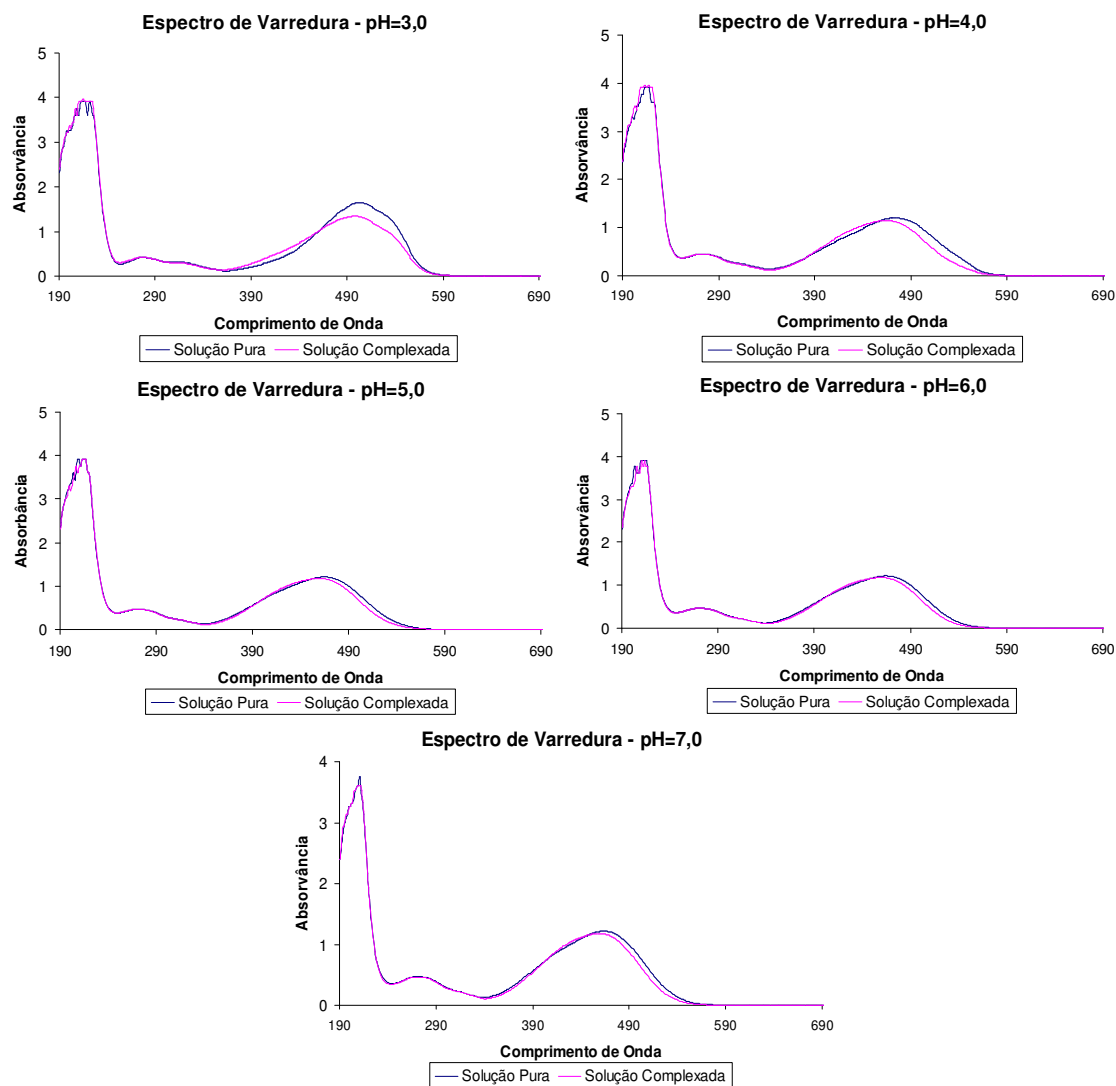 Espectro de Varredura - pH=3,0
5
4
3
2
1
0
Absorvância
190 290 390 490 590 690
Comprimento de Onda
Solução Pura Solução Complexada
Espectro de Varredura - pH=4,0
5
4
3
2
1
0
Absorvância
190 290 390 490 590 690
Comprimento de Onda
Solução Pura Solução Complexada
Espectro de Varredura - pH=5,0
5
4
3
2
1
0
Absorbância
190 290 390 490 590 690
Comprimento de Onda
Solução Pura Solução Complexada
Espectro de Varredura - pH=6,0
5
4
3
2
1
0
Absorvância
190 290 390 490 590 690
Comprimento de Onda
Solução Pura Solução Complexada
Espectro de Varredura - pH=7,0
4
3
2
1
0
Absorvância
190 290 390 490 590 690
Comprimento de Onda
Solução Pura Solução Complexada